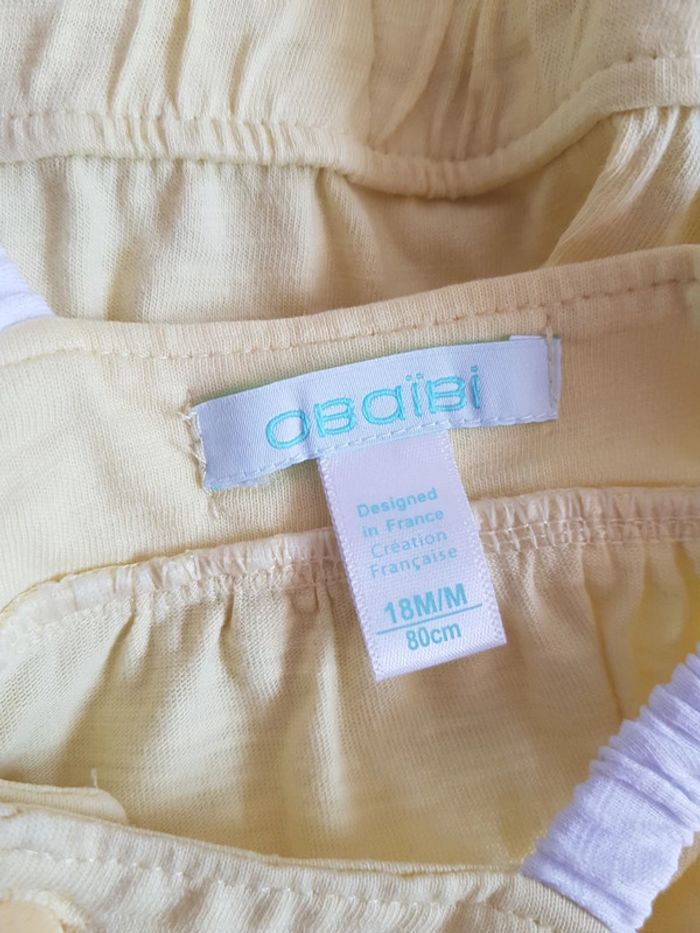 obaïbi
Designed
in France
Création
Française
18M/M
80cm